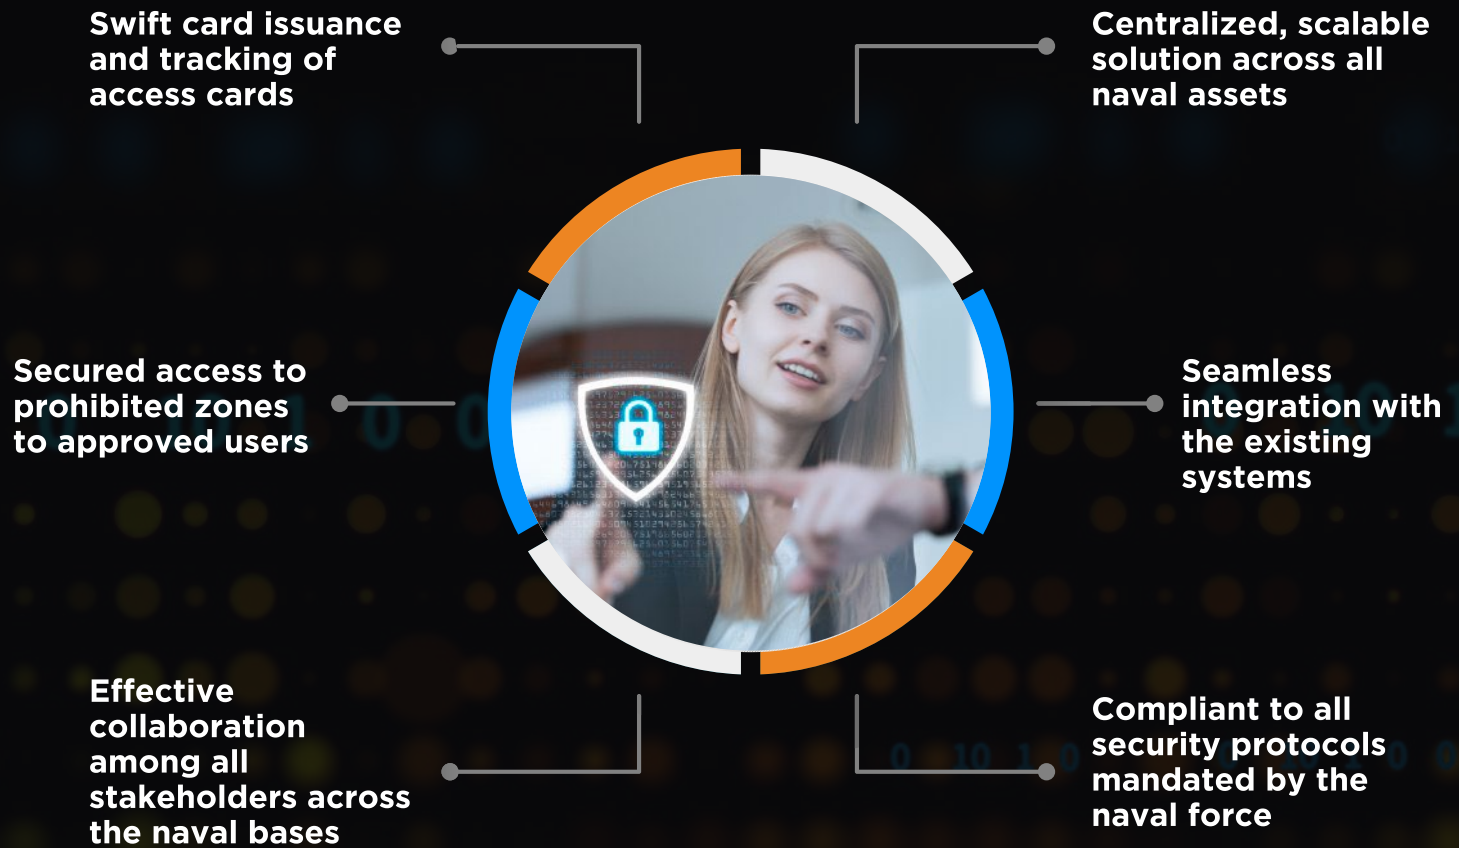 Swift card issuance
and tracking of
access cards
Centralized, scalable
solution across all
naval assets
Secured access to
prohibited zones
to approved users
Seamless
integration with
the existing
systems
Effective
collaboration
among all
stakeholders across
the naval bases
Compliant to all
security protocols
mandated by the
naval force